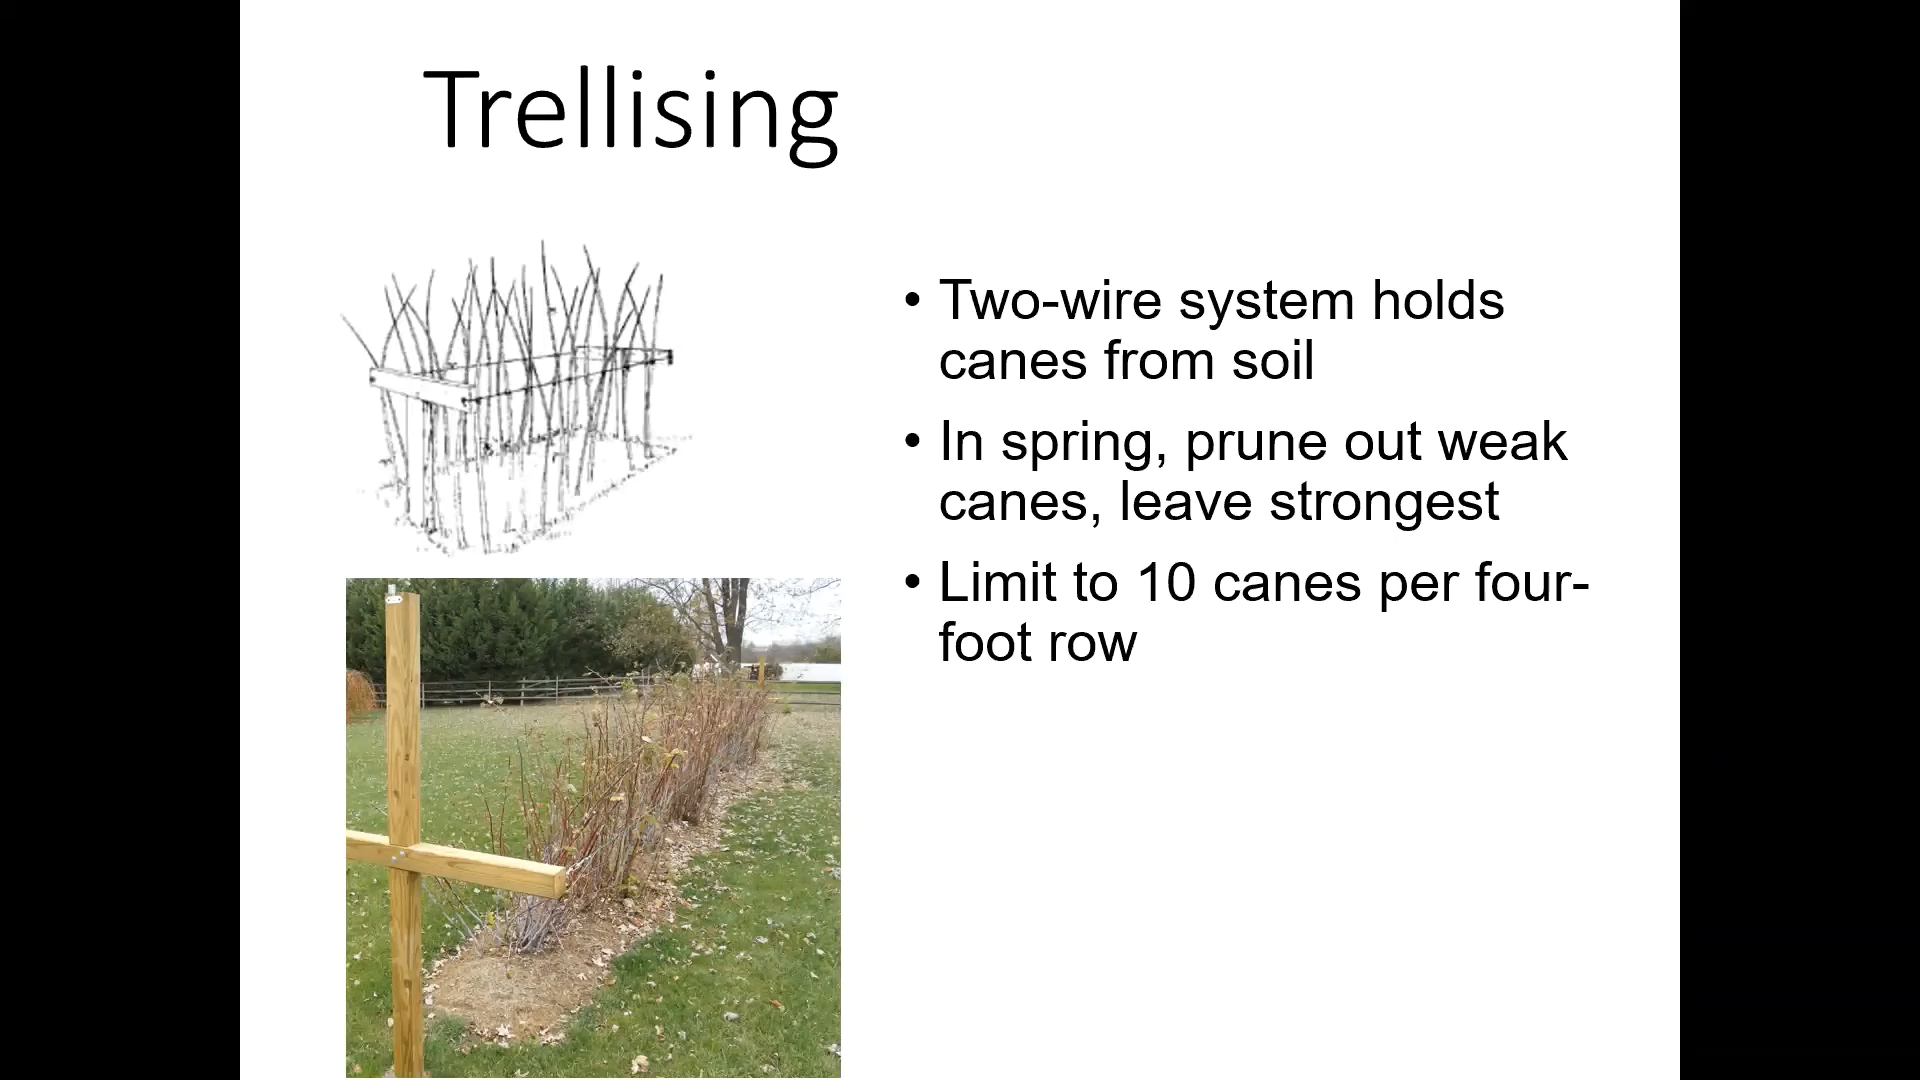 Trellising
• Two-wire system holds
canes from soil
• In spring, prune out weak
canes, leave strongest
• Limit to 10 canes per four-
foot row